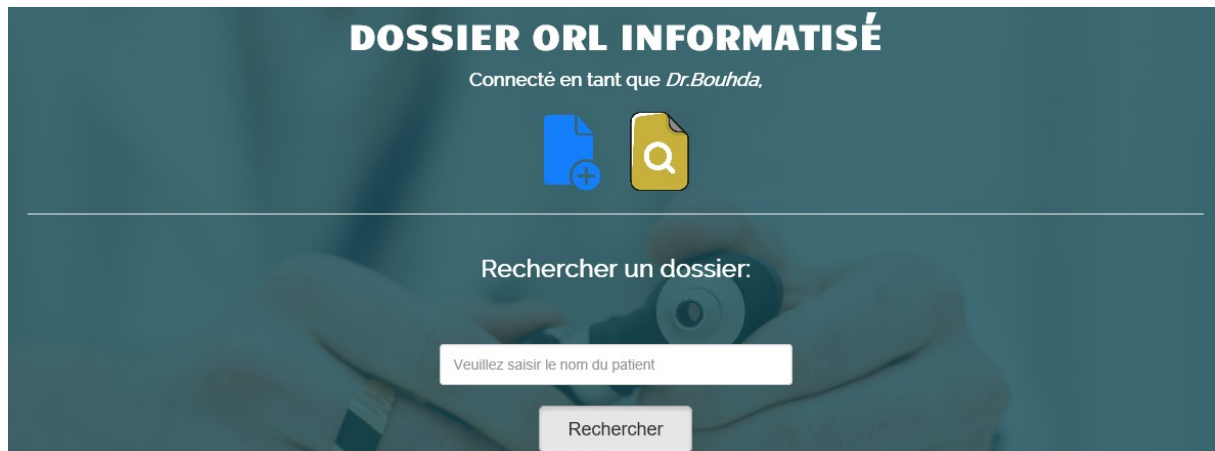 DOSSIER ORL INFORMATISÉ
Connecté en tant que Dr.Bouhda,
Rechercher un dossier:
Veuillez saisir le nom du patient
Rechercher